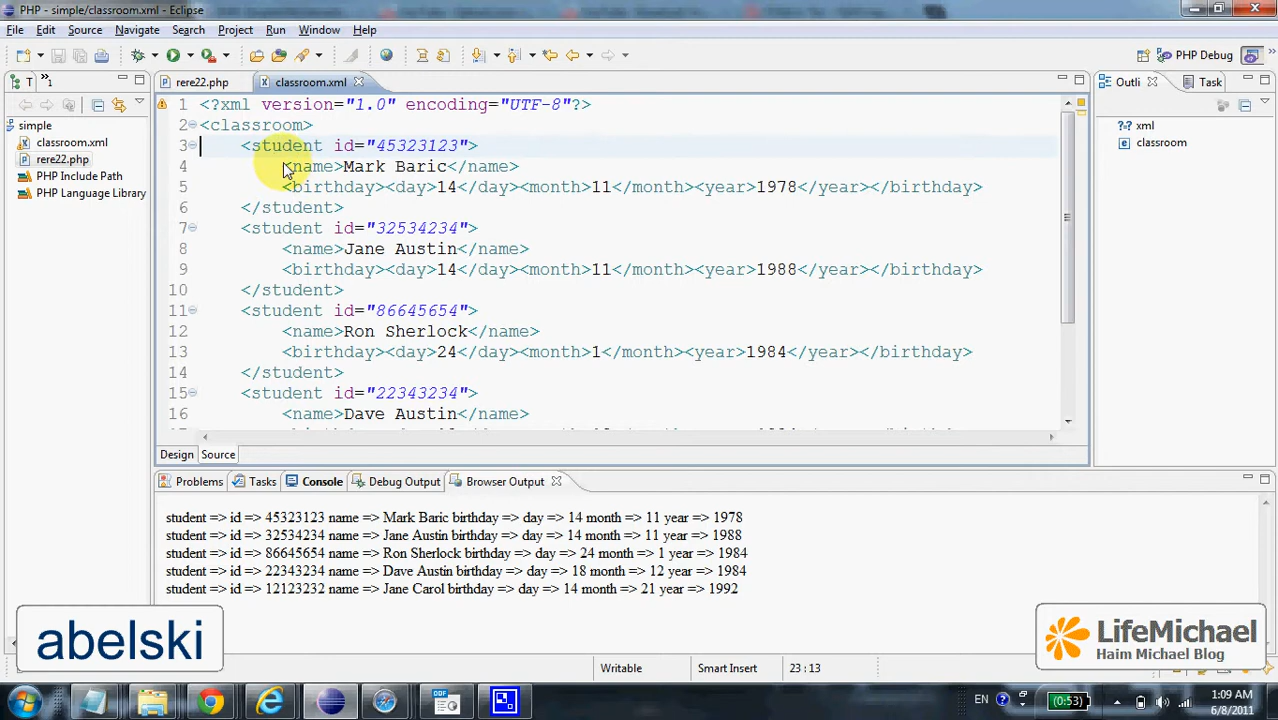 PHP - simple/classroom.xml - Eclipse
File Edit Source Navigate Search Project Run Window Help
PHP Debug
T »1
rere22.php classroom.xml
Outli Task
simple
classroom.xml
rere22.php
PHP Include Path
PHP Language Library
xml
classroom
1 <?xml version="1.0" encoding="UTF-8"?>
2 <classroom>
3 <student id="45323123">
4 <name>Mark Baric</name>
5 <birthday><day>14</day><month>11</month><year>1978</year></birthday>
6 </student>
7 <student id="32534234">
8 <name>Jane Austin</name>
9 <birthday><day>14</day><month>11</month><year>1988</year></birthday>
10 </student>
11 <student id="86645654">
12 <name>Ron Sherlock</name>
13 <birthday><day>24</day><month>1</month><year>1984</year></birthday>
14 </student>
15 <student id="22343234">
16 <name>Dave Austin</name>
Design Source
Problems Tasks Console Debug Output Browser Output
student => id => 45323123 name => Mark Baric birthday => day => 14 month => 11 year => 1978
student => id => 32534234 name => Jane Austin birthday => day => 14 month => 11 year => 1988
student => id => 86645654 name => Ron Sherlock birthday => day => 24 month => 1 year => 1984
student => id => 22343234 name => Dave Austin birthday => day => 18 month => 12 year => 1984
student => id => 12123232 name => Jane Carol birthday => day => 14 month => 21 year => 1992
abelski
LifeMichael
Haim Michael Blog
Writable Smart Insert 23 : 13
EN (0:53) 1:09 AM
6/8/2011